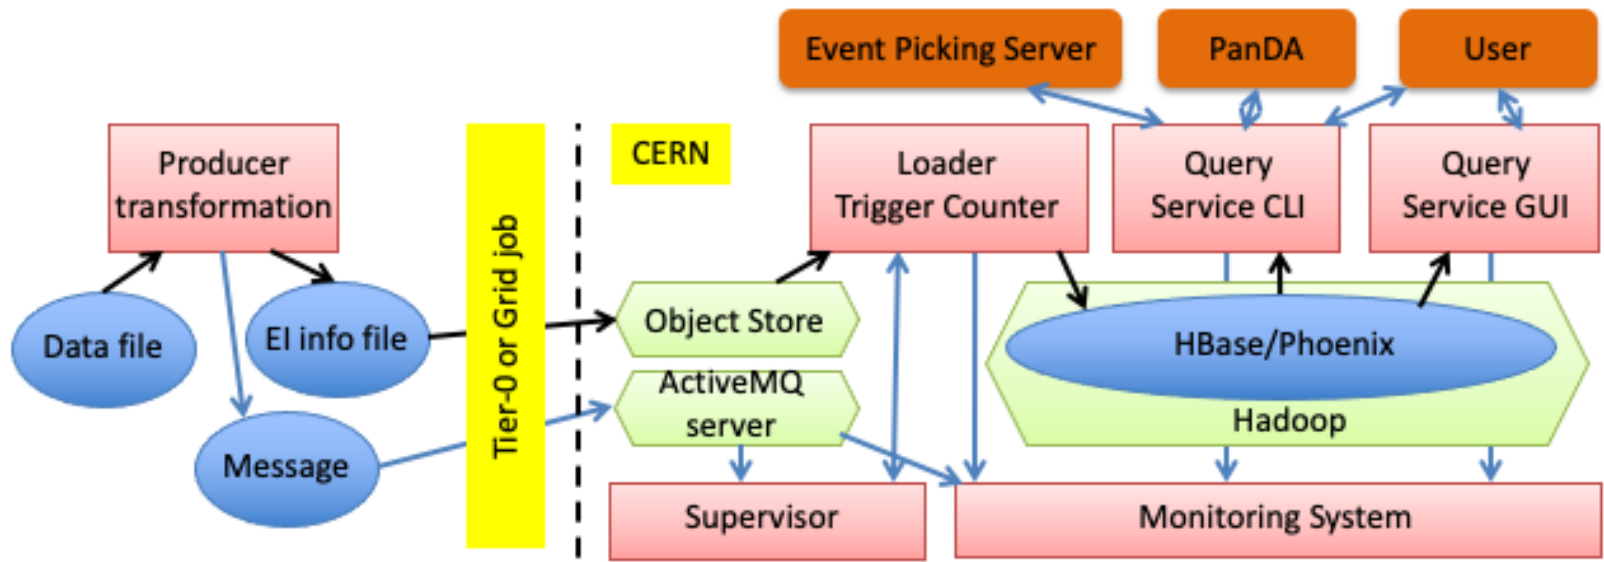 Event Picking Server
PanDA
User
Producer
transformation
CERN
Loader
Trigger Counter
Query
Service CLI
Query
Service GUI
Tier-0 or Grid job
Data file
EI info file
Object Store
HBase/Phoenix
ActiveMQ
server
Hadoop
Message
Supervisor
Monitoring System